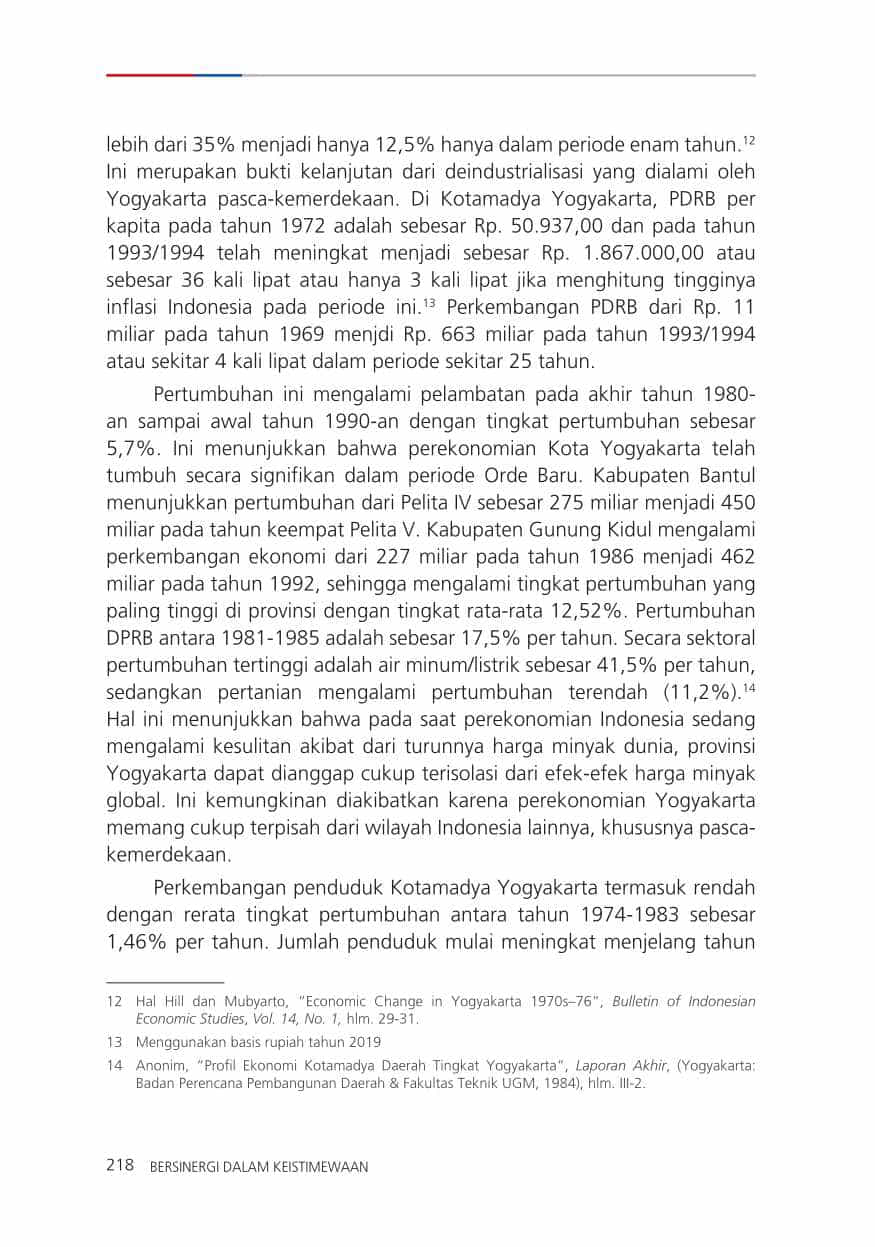 lebih dari 35% menjadi hanya 12,5% hanya dalam periode enam tahun.¹²
Ini merupakan bukti kelanjutan dari deindustrialisasi yang dialami oleh
Yogyakarta pasca-kemerdekaan. Di Kotamadya Yogyakarta, PDRB per
kapita pada tahun 1972 adalah sebesar Rp. 50.937,00 dan pada tahun
1993/1994 telah meningkat menjadi sebesar Rp. 1.867.000,00 atau
sebesar 36 kali lipat atau hanya 3 kali lipat jika menghitung tingginya
inflasi Indonesia pada periode ini.¹³ Perkembangan PDRB dari Rp. 11
miliar pada tahun 1969 menjdi Rp. 663 miliar pada tahun 1993/1994
atau sekitar 4 kali lipat dalam periode sekitar 25 tahun.
Pertumbuhan ini mengalami pelambatan pada akhir tahun 1980-
an sampai awal tahun 1990-an dengan tingkat pertumbuhan sebesar
5,7%. Ini menunjukkan bahwa perekonomian Kota Yogyakarta telah
tumbuh secara signifikan dalam periode Orde Baru. Kabupaten Bantul
menunjukkan pertumbuhan dari Pelita IV sebesar 275 miliar menjadi 450
miliar pada tahun keempat Pelita V. Kabupaten Gunung Kidul mengalami
perkembangan ekonomi dari 227 miliar pada tahun 1986 menjadi 462
miliar pada tahun 1992, sehingga mengalami tingkat pertumbuhan yang
paling tinggi di provinsi dengan tingkat rata-rata 12,52%. Pertumbuhan
DPRB antara 1981-1985 adalah sebesar 17,5% per tahun. Secara sektoral
pertumbuhan tertinggi adalah air minum/listrik sebesar 41,5% per tahun,
sedangkan pertanian mengalami pertumbuhan terendah (11,2%).¹⁴
Hal ini menunjukkan bahwa pada saat perekonomian Indonesia sedang
mengalami kesulitan akibat dari turunnya harga minyak dunia, provinsi
Yogyakarta dapat dianggap cukup terisolasi dari efek-efek harga minyak
global. Ini kemungkinan diakibatkan karena perekonomian Yogyakarta
memang cukup terpisah dari wilayah Indonesia lainnya, khususnya pasca-
kemerdekaan.
Perkembangan penduduk Kotamadya Yogyakarta termasuk rendah
dengan rerata tingkat pertumbuhan antara tahun 1974-1983 sebesar
1,46% per tahun. Jumlah penduduk mulai meningkat menjelang tahun
12 Hal Hill dan Mubyarto, "Economic Change in Yogyakarta 1970s–76", Bulletin of Indonesian
Economic Studies, Vol. 14, No. 1, hlm. 29-31.
13 Menggunakan basis rupiah tahun 2019
14 Anonim, "Profil Ekonomi Kotamadya Daerah Tingkat Yogyakarta", Laporan Akhir, (Yogyakarta:
Badan Perencana Pembangunan Daerah & Fakultas Teknik UGM, 1984), hlm. III-2.
218 BERSINERGI DALAM KEISTIMEWAAN